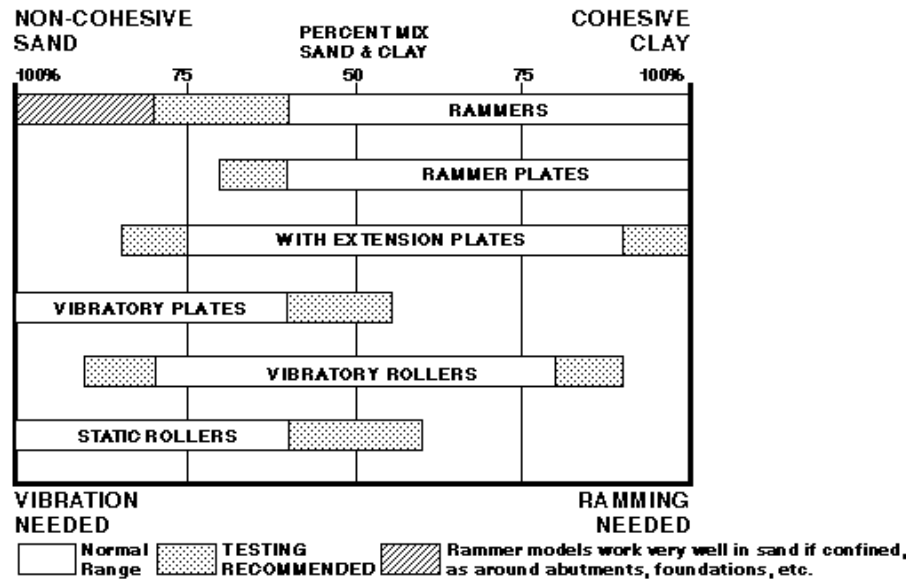 NON-COHESIVE
SAND
PERCENT MIX
SAND & CLAY
COHESIVE
CLAY
100% 75 50 75 100%
RAMMERS
RAMMER PLATES
WITH EXTENSION PLATES
VIBRATORY PLATES
VIBRATORY ROLLERS
STATIC ROLLERS
VIBRATION
NEEDED
RAMMING
NEEDED
Normal
Range
TESTING
RECOMMENDED
Rammer models work very well in sand if confined,
as around abutments, foundations, etc.